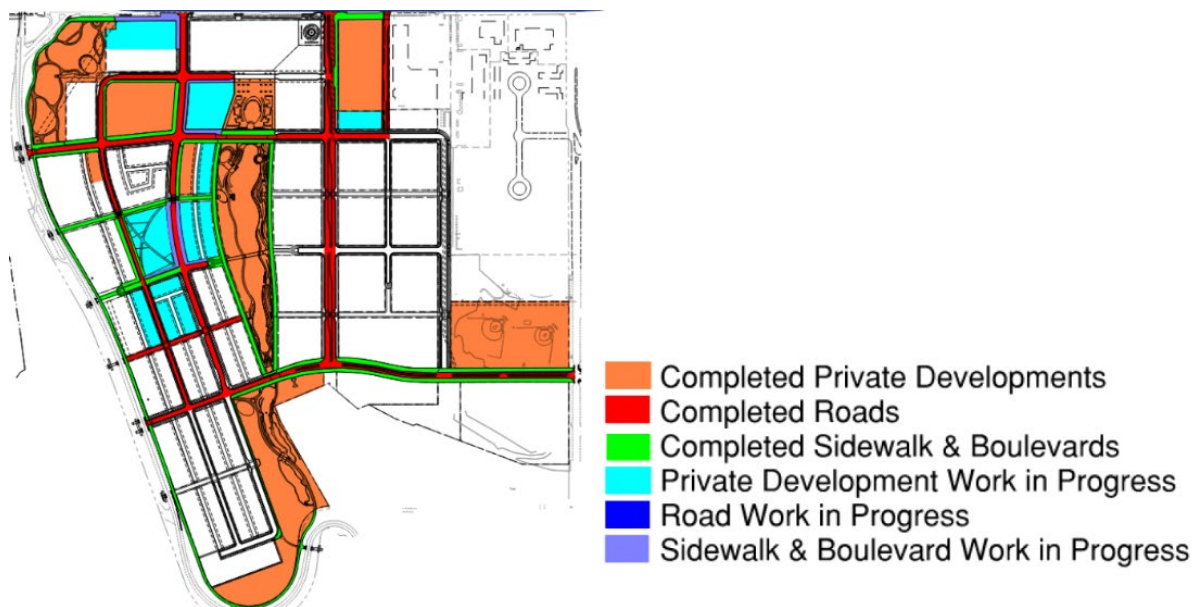 Completed Private Developments
Completed Roads
Completed Sidewalk & Boulevards
Private Development Work in Progress
Road Work in Progress
Sidewalk & Boulevard Work in Progress